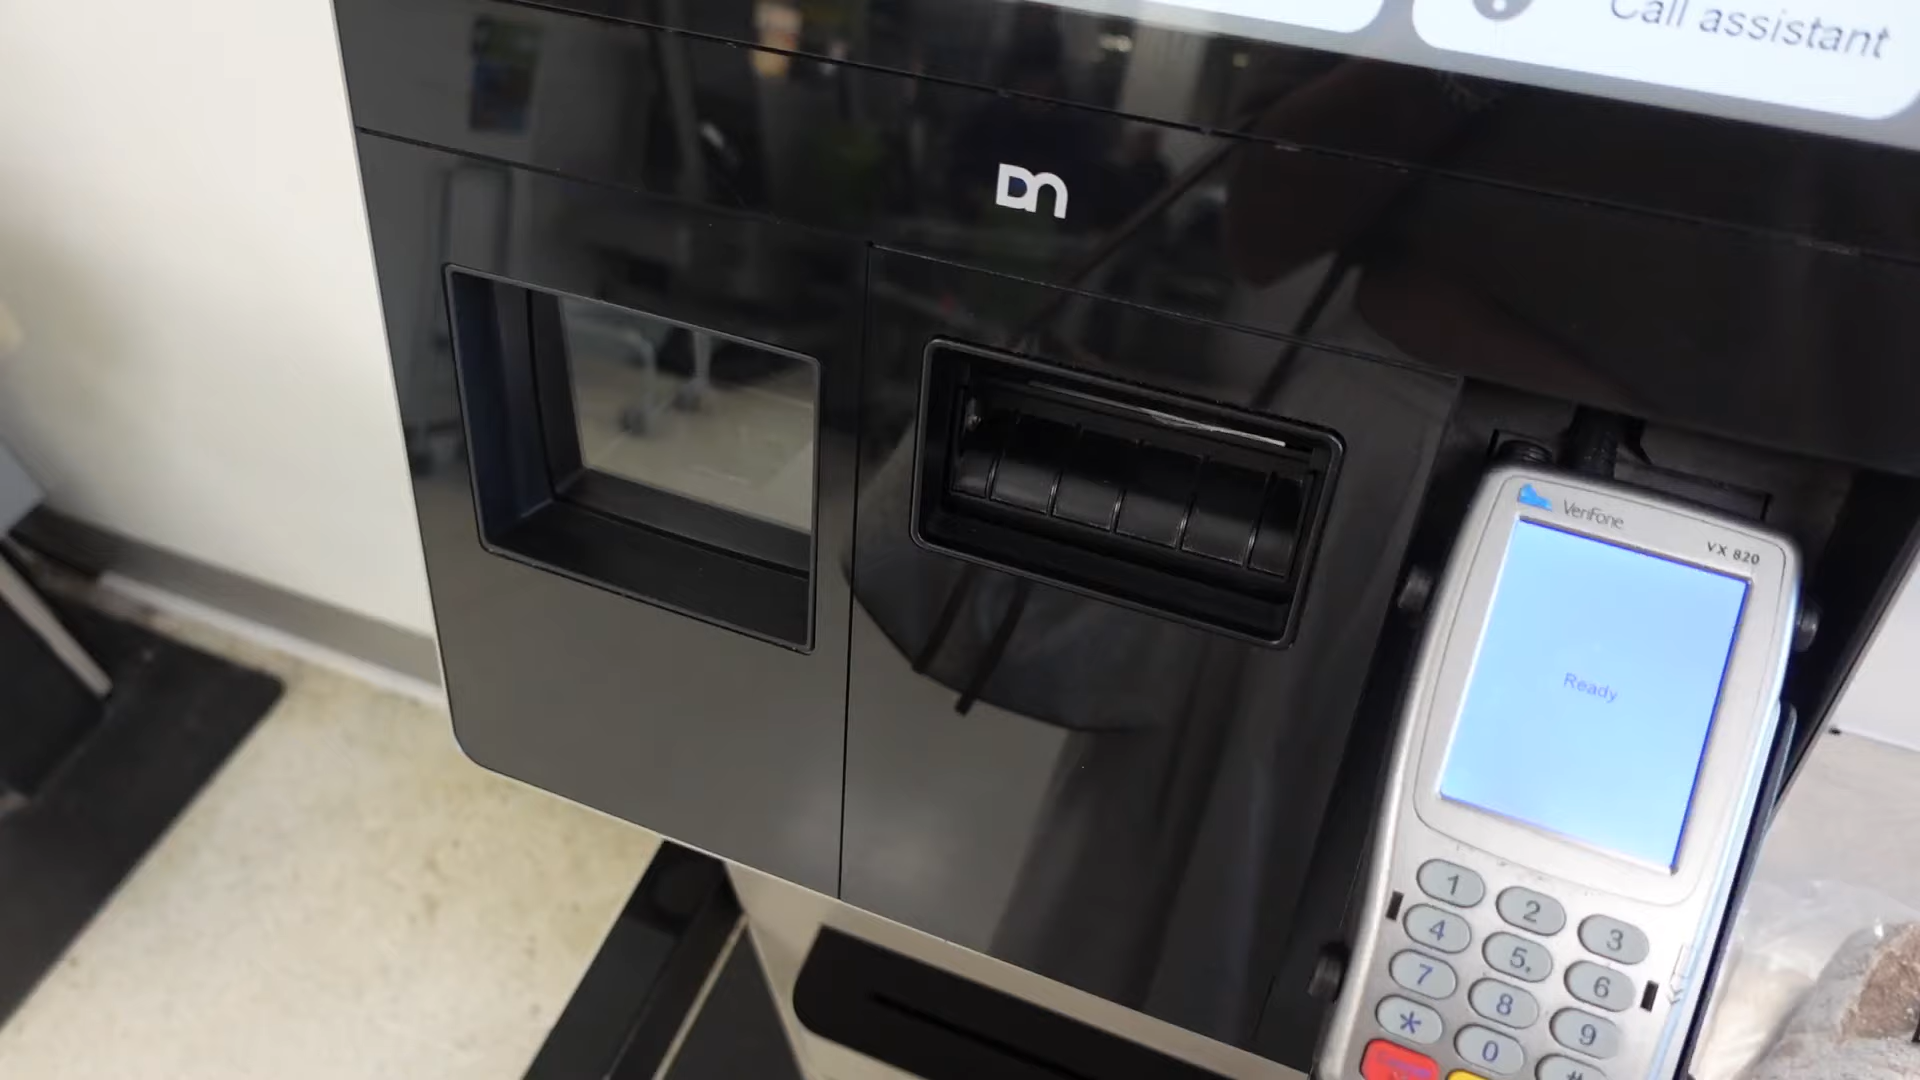 Call assistant
DN
VeriFone
VX 820
Ready
1 2 3
4 5 6
7 8 9
* 0 #